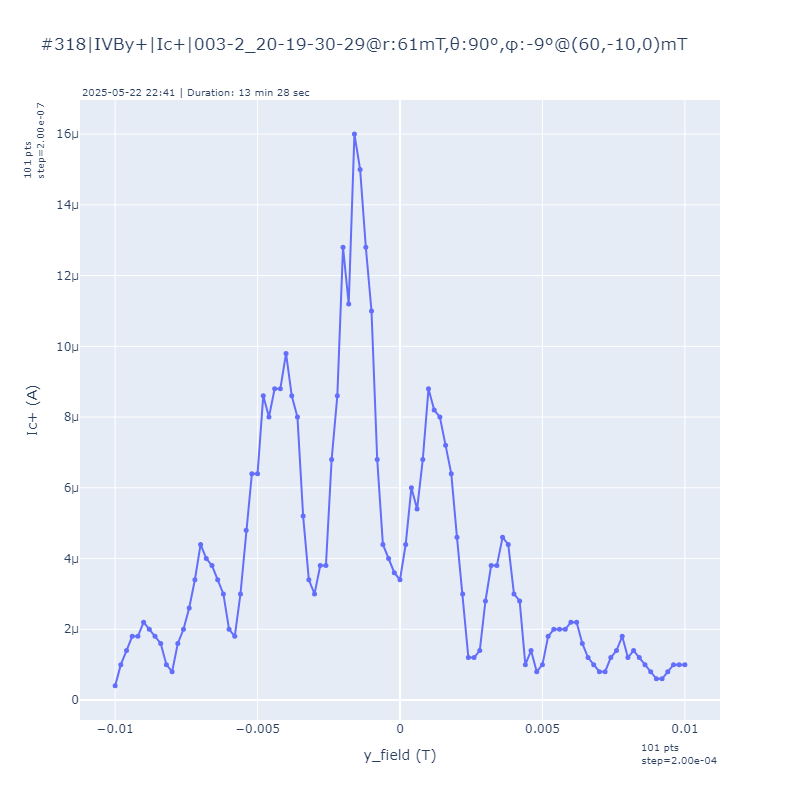 #318|IVBy+|Ic+|003-2_20-19-30-29@r:61mT,θ:90°,φ:-9°@(60,-10,0)mT
2025-05-22 22:41 | Duration: 13 min 28 sec
101 pts
step=2.00e-07
16μ
14μ
12μ
10μ
8μ
6μ
4μ
2μ
0
Ic+ (A)
−0.01
−0.005
0
0.005
0.01
y_field (T)
101 pts
step=2.00e-04